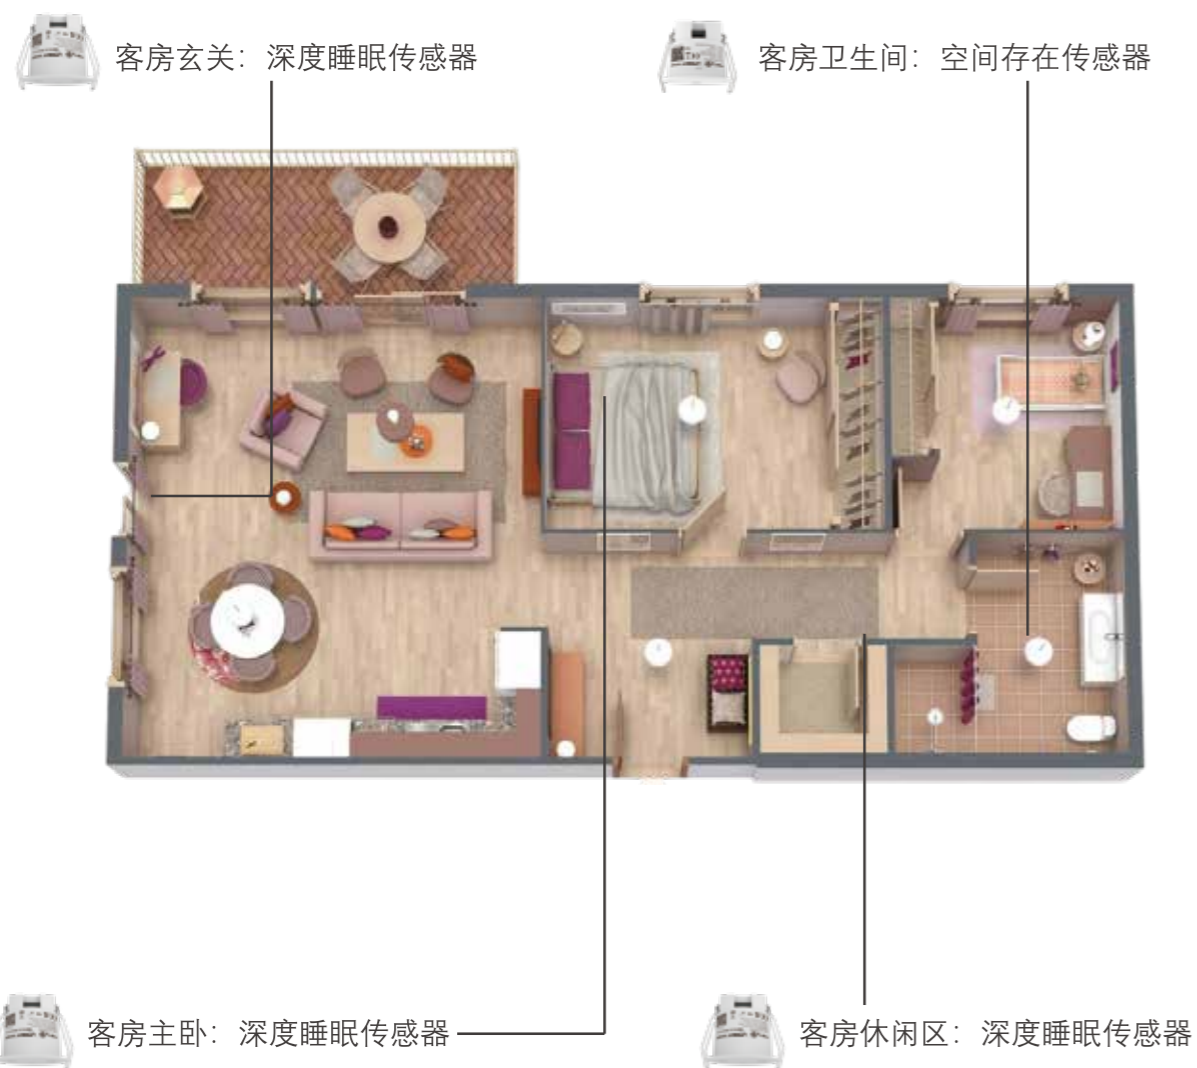 客房玄关：深度睡眠传感器
客房卫生间：空间存在传感器
客房主卧：深度睡眠传感器
客房休闲区：深度睡眠传感器